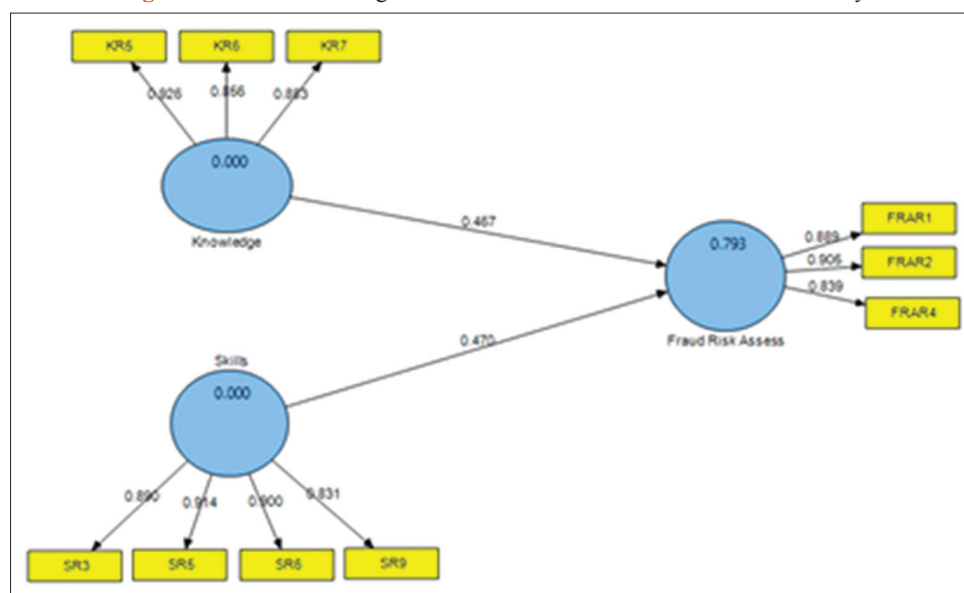 KR5 KR6 KR7
0.926 0.856 0.883
0.000
Knowledge
0.467
FRAR1
0.793
0.889
0.906
FRAR2
0.839
FRAR4
Fraud Risk Assess
0.470
Skills
0.000
0.890 0.914 0.900 0.831
SR3 SR5 SR6 SR9